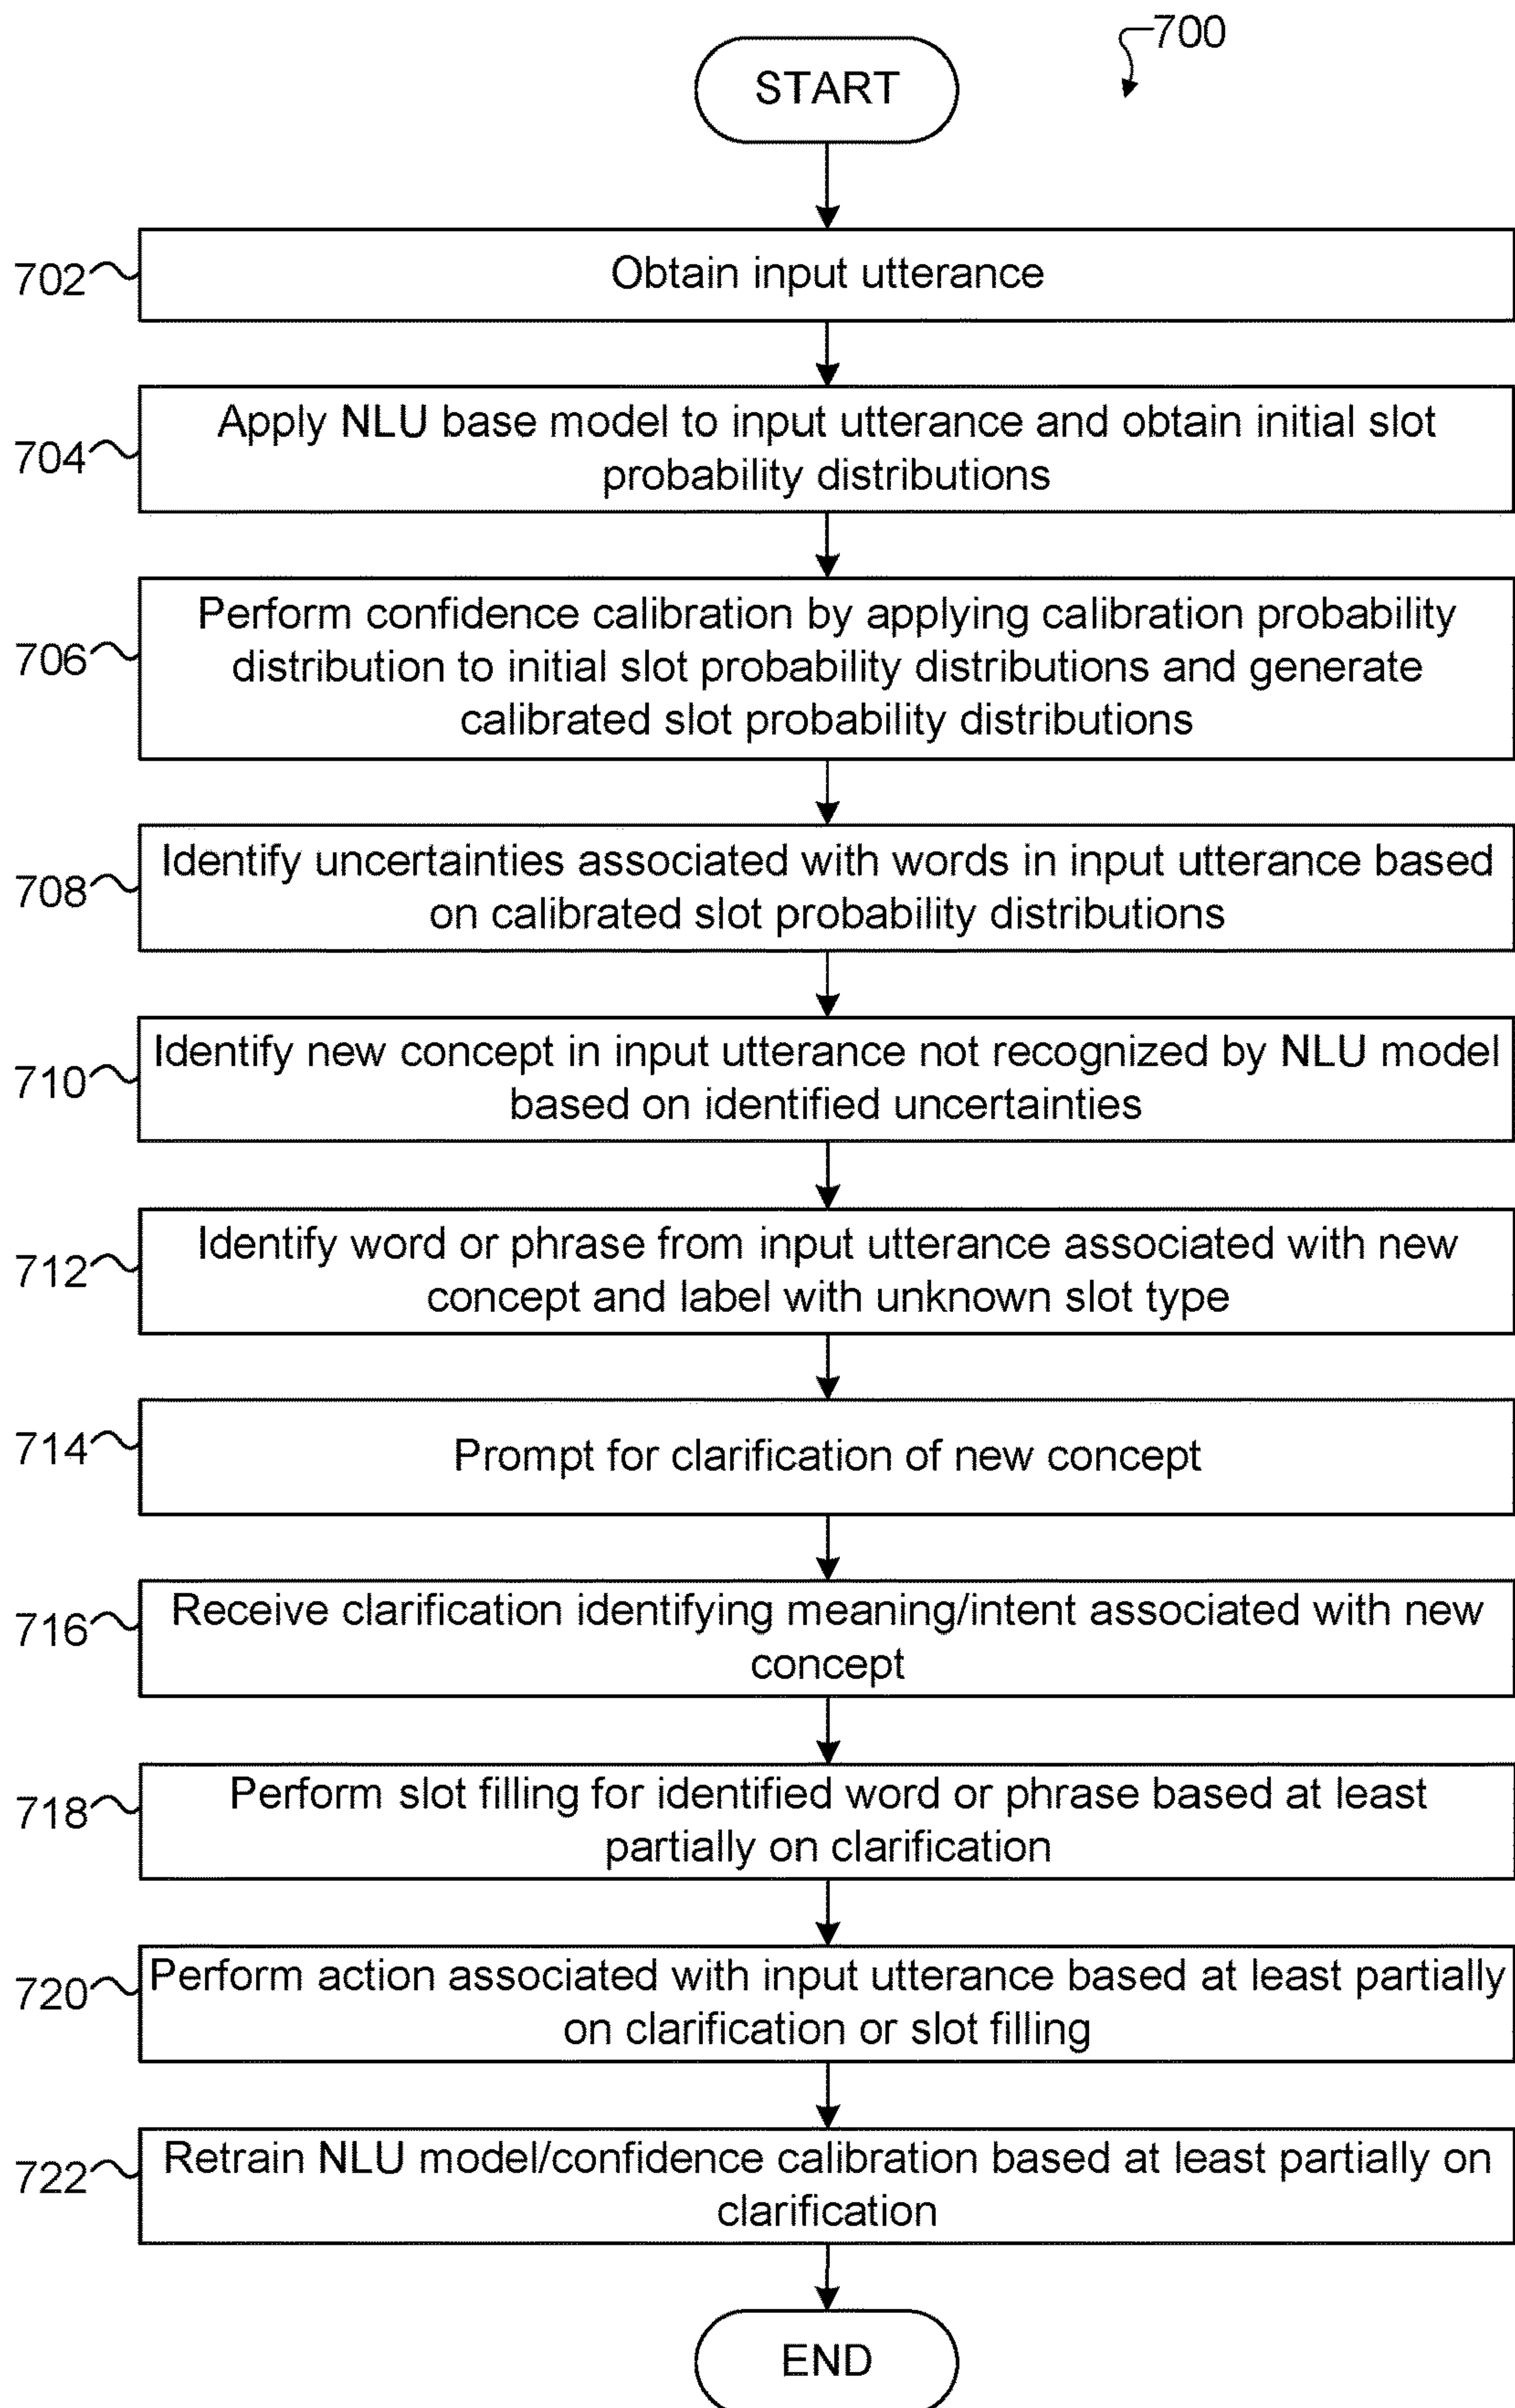 700
START
702
Obtain input utterance
704
Apply NLU base model to input utterance and obtain initial slot
probability distributions
706
Perform confidence calibration by applying calibration probability
distribution to initial slot probability distributions and generate
calibrated slot probability distributions
708
Identify uncertainties associated with words in input utterance based
on calibrated slot probability distributions
710
Identify new concept in input utterance not recognized by NLU model
based on identified uncertainties
712
Identify word or phrase from input utterance associated with new
concept and label with unknown slot type
714
Prompt for clarification of new concept
716
Receive clarification identifying meaning/intent associated with new
concept
718
Perform slot filling for identified word or phrase based at least
partially on clarification
720
Perform action associated with input utterance based at least partially
on clarification or slot filling
722
Retrain NLU model/confidence calibration based at least partially on
clarification
END